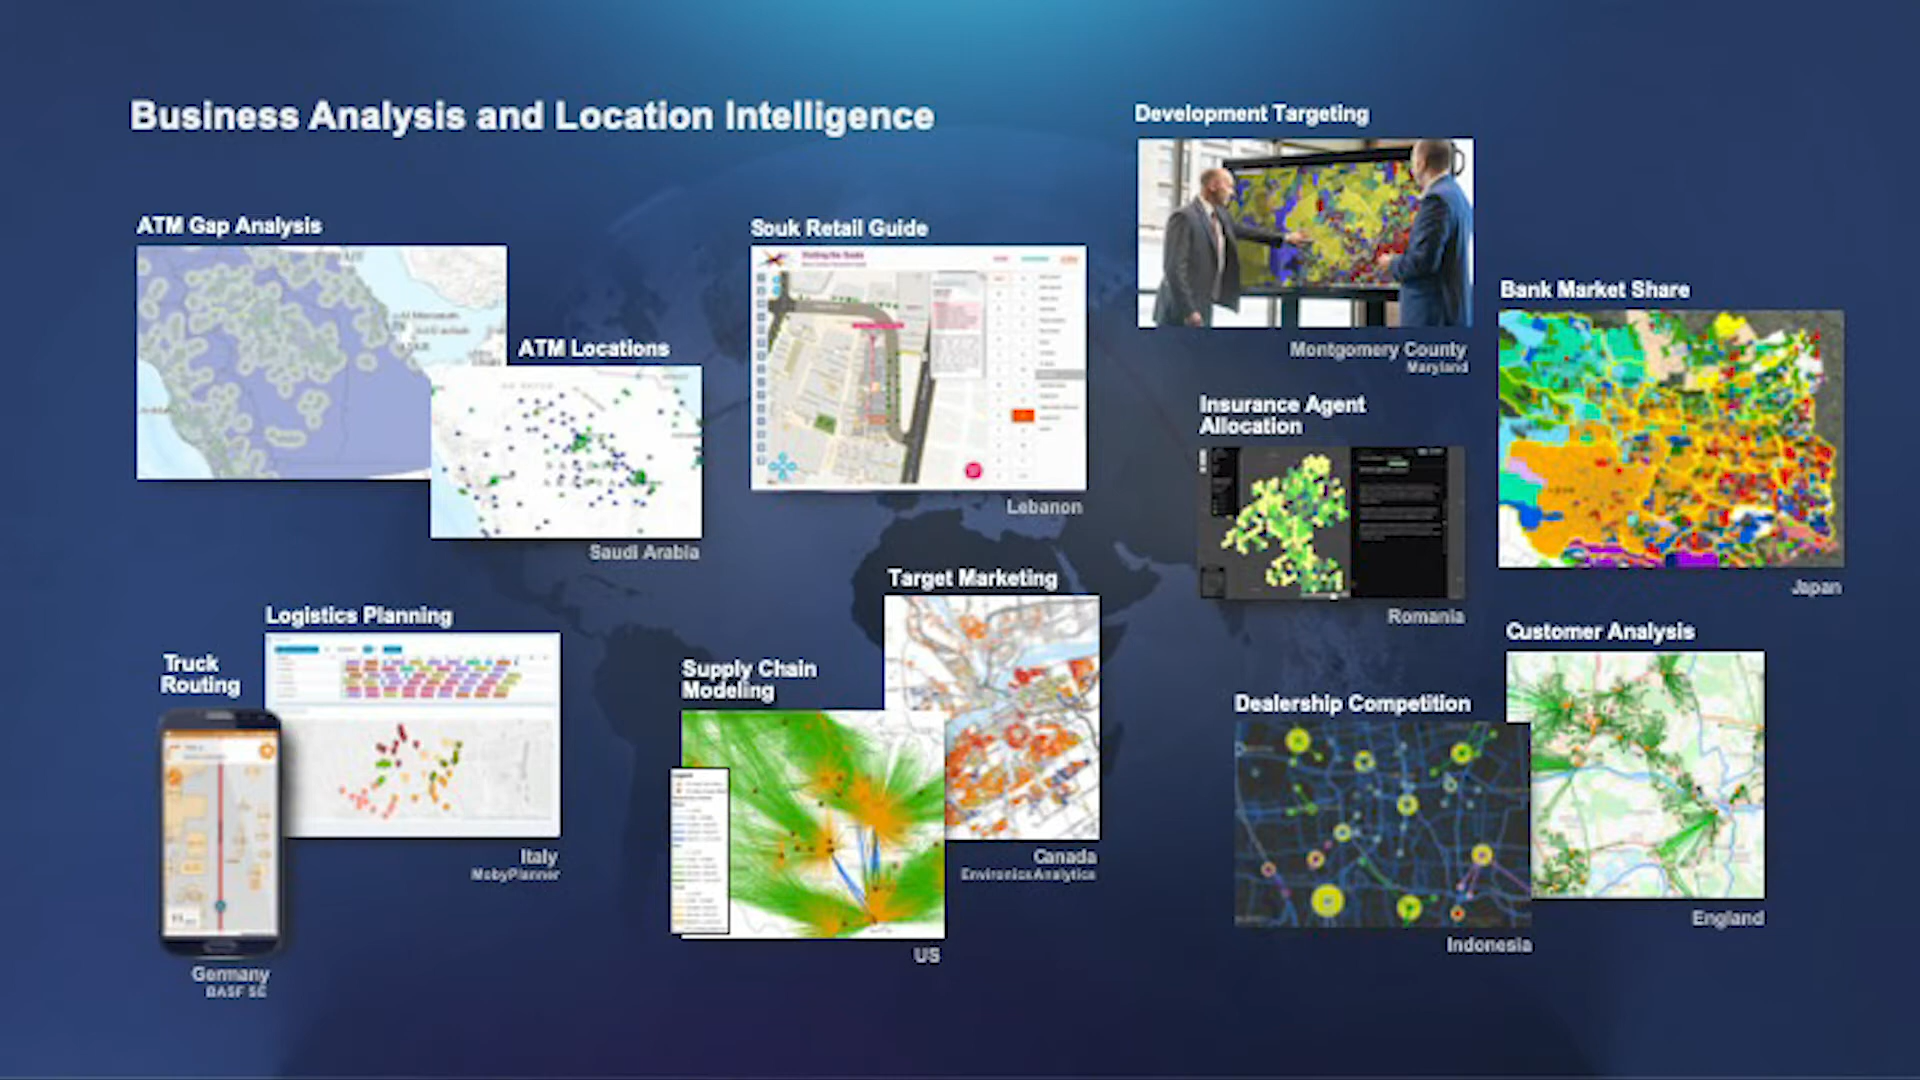 Business Analysis and Location Intelligence
ATM Gap Analysis
ATM Locations
Saudi Arabia
Souk Retail Guide
Lebanon
Development Targeting
Montgomery County
Maryland
Bank Market Share
Japan
Insurance Agent
Allocation
Romania
Truck
Routing
Germany
BASF SE
Logistics Planning
Italy
MobyPlanner
Supply Chain
Modeling
US
Target Marketing
Canada
Environics Analytics
Dealership Competition
Indonesia
Customer Analysis
England